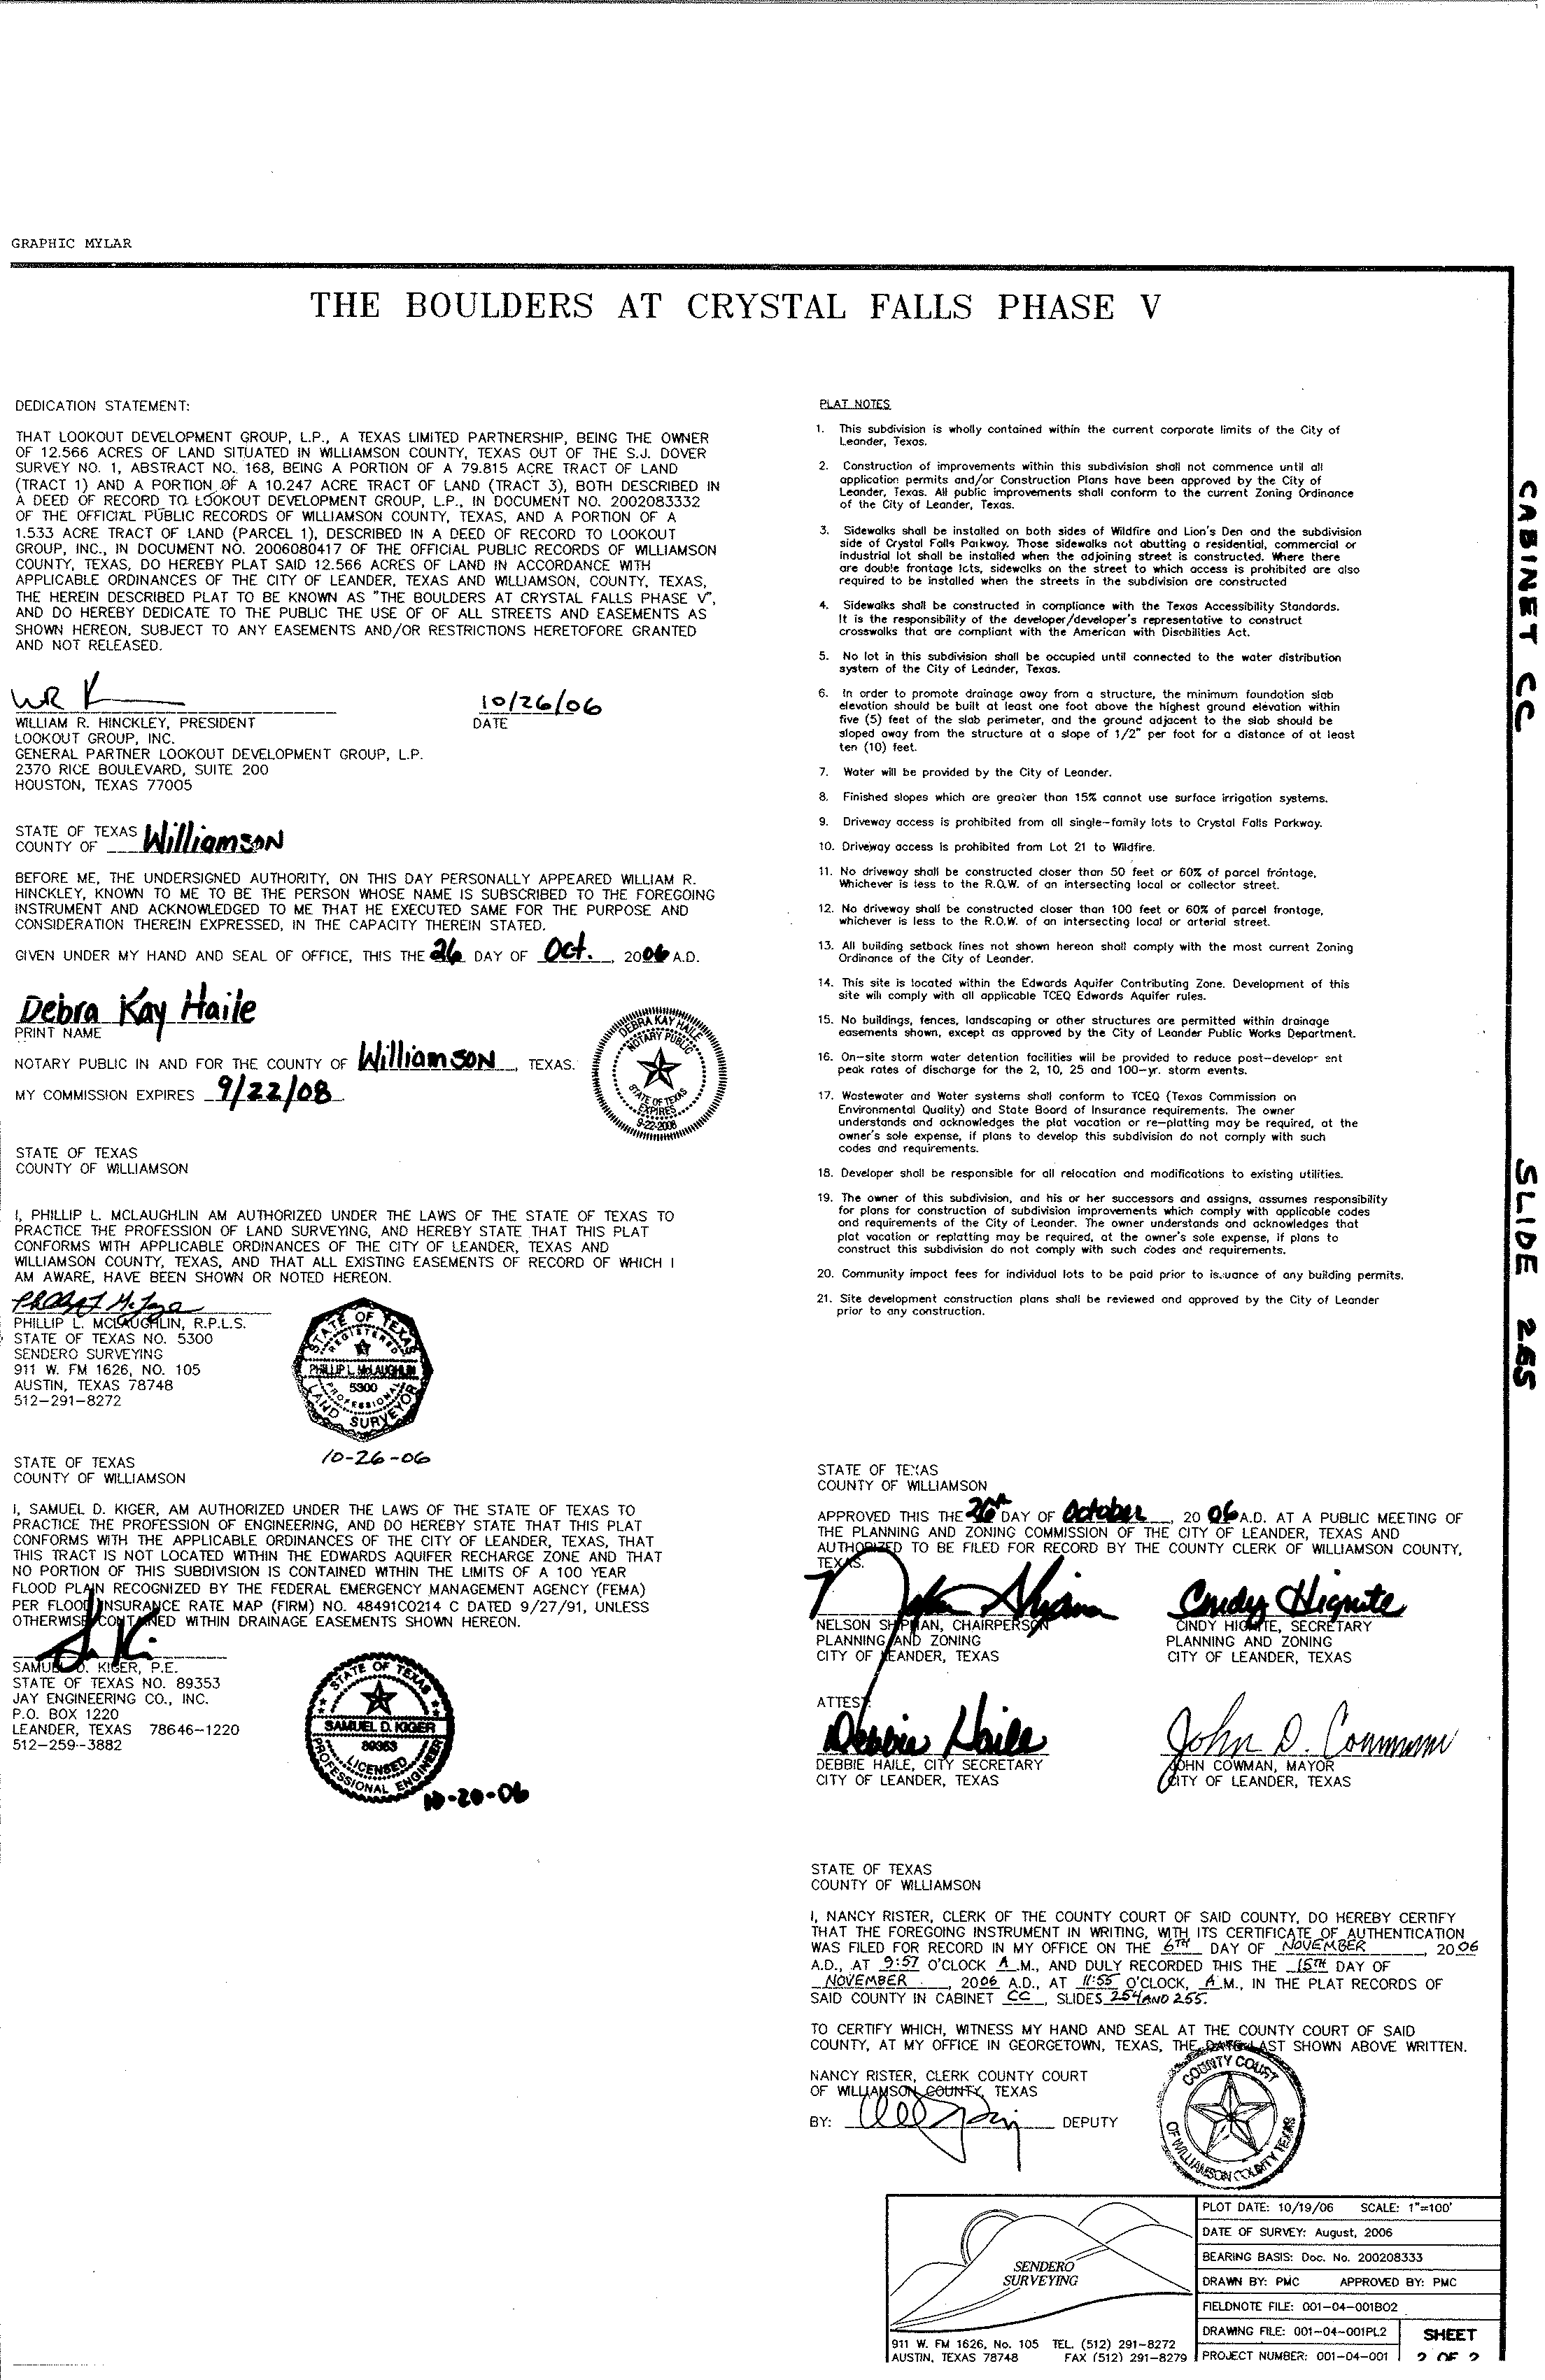 GRAPHIC MYLAR
THE BOULDERS AT CRYSTAL FALLS PHASE V
DEDICATION STATEMENT:
THAT LOOKOUT DEVELOPMENT GROUP, L.P., A TEXAS LIMITED PARTNERSHIP, BEING THE OWNER
OF 12.566 ACRES OF LAND SITUATED IN WILLIAMSON COUNTY, TEXAS OUT OF THE S.J. DOVER
SURVEY NO. 1, ABSTRACT NO. 168, BEING A PORTION OF A 79.815 ACRE TRACT OF LAND
(TRACT 1) AND A PORTION OF A 10.247 ACRE TRACT OF LAND (TRACT 3), BOTH DESCRIBED IN
A DEED OF RECORD TO LOOKOUT DEVELOPMENT GROUP, L.P., IN DOCUMENT NO. 2002083332
OF THE OFFICIAL PUBLIC RECORDS OF WILLIAMSON COUNTY, TEXAS, AND A PORTION OF A
1.533 ACRE TRACT OF LAND (PARCEL 1), DESCRIBED IN A DEED OF RECORD TO LOOKOUT
GROUP, INC., IN DOCUMENT NO. 2006080417 OF THE OFFICIAL PUBLIC RECORDS OF WILLIAMSON
COUNTY, TEXAS, DO HEREBY PLAT SAID 12.566 ACRES OF LAND IN ACCORDANCE WITH
APPLICABLE ORDINANCES OF THE CITY OF LEANDER, TEXAS AND WILLIAMSON, COUNTY, TEXAS,
THE HEREIN DESCRIBED PLAT TO BE KNOWN AS "THE BOULDERS AT CRYSTAL FALLS PHASE V",
AND DO HEREBY DEDICATE TO THE PUBLIC THE USE OF OF ALL STREETS AND EASEMENTS AS
SHOWN HEREON, SUBJECT TO ANY EASEMENTS AND/OR RESTRICTIONS HERETOFORE GRANTED
AND NOT RELEASED.
10/26/06
WILLIAM R. HINCKLEY, PRESIDENT DATE
LOOKOUT GROUP, INC.
GENERAL PARTNER LOOKOUT DEVELOPMENT GROUP, L.P.
2370 RICE BOULEVARD, SUITE 200
HOUSTON, TEXAS 77005
STATE OF TEXAS
COUNTY OF Williamson
BEFORE ME, THE UNDERSIGNED AUTHORITY, ON THIS DAY PERSONALLY APPEARED WILLIAM R.
HINCKLEY, KNOWN TO ME TO BE THE PERSON WHOSE NAME IS SUBSCRIBED TO THE FOREGOING
INSTRUMENT AND ACKNOWLEDGED TO ME THAT HE EXECUTED SAME FOR THE PURPOSE AND
CONSIDERATION THEREIN EXPRESSED, IN THE CAPACITY THEREIN STATED.
GIVEN UNDER MY HAND AND SEAL OF OFFICE, THIS THE 26 DAY OF Oct., 2006 A.D.
Debra Kay Haile
PRINT NAME
NOTARY PUBLIC IN AND FOR THE COUNTY OF Williamson, TEXAS.
MY COMMISSION EXPIRES 9/22/08.
DEBRA KAY HAILE
NOTARY PUBLIC
STATE OF TEXAS
EXPIRES
9-22-2008
STATE OF TEXAS
COUNTY OF WILLIAMSON
I, PHILLIP L. MCLAUGHLIN AM AUTHORIZED UNDER THE LAWS OF THE STATE OF TEXAS TO
PRACTICE THE PROFESSION OF LAND SURVEYING, AND HEREBY STATE THAT THIS PLAT
CONFORMS WITH APPLICABLE ORDINANCES OF THE CITY OF LEANDER, TEXAS AND
WILLIAMSON COUNTY, TEXAS, AND THAT ALL EXISTING EASEMENTS OF RECORD OF WHICH I
AM AWARE, HAVE BEEN SHOWN OR NOTED HEREON.
PHILLIP L. MCLAUGHLIN, R.P.L.S.
STATE OF TEXAS NO. 5300
SENDERO SURVEYING
911 W. FM 1626, NO. 105
AUSTIN, TEXAS 78748
512-291-8272
STATE OF TEXAS
REGISTERED
PHILLIP L. McLAUGHLIN
5300
PROFESSIONAL
LAND SURVEYOR
10-26-06
STATE OF TEXAS
COUNTY OF WILLIAMSON
I, SAMUEL D. KIGER, AM AUTHORIZED UNDER THE LAWS OF THE STATE OF TEXAS TO
PRACTICE THE PROFESSION OF ENGINEERING, AND DO HEREBY STATE THAT THIS PLAT
CONFORMS WITH THE APPLICABLE ORDINANCES OF THE CITY OF LEANDER, TEXAS, THAT
THIS TRACT IS NOT LOCATED WITHIN THE EDWARDS AQUIFER RECHARGE ZONE AND THAT
NO PORTION OF THIS SUBDIVISION IS CONTAINED WITHIN THE LIMITS OF A 100 YEAR
FLOOD PLAIN RECOGNIZED BY THE FEDERAL EMERGENCY MANAGEMENT AGENCY (FEMA)
PER FLOOD INSURANCE RATE MAP (FIRM) NO. 48491C0214 C DATED 9/27/91, UNLESS
OTHERWISE CONTAINED WITHIN DRAINAGE EASEMENTS SHOWN HEREON.
SAMUEL D. KIGER, P.E.
STATE OF TEXAS NO. 89353
JAY ENGINEERING CO., INC.
P.O. BOX 1220
LEANDER, TEXAS 78646-1220
512-259-3882
STATE OF TEXAS
SAMUEL D. KIGER
89353
LICENSED
PROFESSIONAL ENGINEER
10-20-06
PLAT NOTES
1. This subdivision is wholly contained within the current corporate limits of the City of
Leander, Texas.
2. Construction of improvements within this subdivision shall not commence until all
application permits and/or Construction Plans have been approved by the City of
Leander, Texas. All public improvements shall conform to the current Zoning Ordinance
of the City of Leander, Texas.
3. Sidewalks shall be installed on both sides of Wildfire and Lion's Den and the subdivision
side of Crystal Falls Parkway. Those sidewalks not abutting a residential, commercial or
industrial lot shall be installed when the adjoining street is constructed. Where there
are double frontage lots, sidewalks on the street to which access is prohibited are also
required to be installed when the streets in the subdivision are constructed
4. Sidewalks shall be constructed in compliance with the Texas Accessibility Standards.
It is the responsibility of the developer/developer's representative to construct
crosswalks that are compliant with the American with Disabilities Act.
5. No lot in this subdivision shall be occupied until connected to the water distribution
system of the City of Leander, Texas.
6. In order to promote drainage away from a structure, the minimum foundation slab
elevation should be built at least one foot above the highest ground elevation within
five (5) feet of the slab perimeter, and the ground adjacent to the slab should be
sloped away from the structure at a slope of 1/2" per foot for a distance of at least
ten (10) feet.
7. Water will be provided by the City of Leander.
8. Finished slopes which are greater than 15% cannot use surface irrigation systems.
9. Driveway access is prohibited from all single-family lots to Crystal Falls Parkway.
10. Driveway access is prohibited from Lot 21 to Wildfire.
11. No driveway shall be constructed closer than 50 feet or 60% of parcel frontage,
Whichever is less to the R.O.W. of an intersecting local or collector street.
12. No driveway shall be constructed closer than 100 feet or 60% of parcel frontage,
whichever is less to the R.O.W. of an intersecting local or arterial street.
13. All building setback lines not shown hereon shall comply with the most current Zoning
Ordinance of the City of Leander.
14. This site is located within the Edwards Aquifer Contributing Zone. Development of this
site will comply with all applicable TCEQ Edwards Aquifer rules.
15. No buildings, fences, landscaping or other structures are permitted within drainage
easements shown, except as approved by the City of Leander Public Works Department.
16. On-site storm water detention facilities will be provided to reduce post-develop ent
peak rates of discharge for the 2, 10, 25 and 100-yr. storm events.
17. Wastewater and Water systems shall conform to TCEQ (Texas Commission on
Environmental Quality) and State Board of Insurance requirements. The owner
understands and acknowledges the plat vacation or re-platting may be required, at the
owner's sole expense, if plans to develop this subdivision do not comply with such
codes and requirements.
18. Developer shall be responsible for all relocation and modifications to existing utilities.
19. The owner of this subdivision, and his or her successors and assigns, assumes responsibility
for plans for construction of subdivision improvements which comply with applicable codes
and requirements of the City of Leander. The owner understands and acknowledges that
plat vacation or replatting may be required, at the owner's sole expense, if plans to
construct this subdivision do not comply with such codes and requirements.
20. Community impact fees for individual lots to be paid prior to issuance of any building permits.
21. Site development construction plans shall be reviewed and approved by the City of Leander
prior to any construction.
STATE OF TEXAS
COUNTY OF WILLIAMSON
APPROVED THIS THE 26th DAY OF October, 2006 A.D. AT A PUBLIC MEETING OF
THE PLANNING AND ZONING COMMISSION OF THE CITY OF LEANDER, TEXAS AND
AUTHORIZED TO BE FILED FOR RECORD BY THE COUNTY CLERK OF WILLIAMSON COUNTY,
TEXAS.
Cindy Hignite
NELSON SHIPMAN, CHAIRPERSON CINDY HIGNITE, SECRETARY
PLANNING AND ZONING PLANNING AND ZONING
CITY OF LEANDER, TEXAS CITY OF LEANDER, TEXAS
ATTEST:
Debbie Haile John D. Cowman
DEBBIE HAILE, CITY SECRETARY JOHN COWMAN, MAYOR
CITY OF LEANDER, TEXAS CITY OF LEANDER, TEXAS
STATE OF TEXAS
COUNTY OF WILLIAMSON
I, NANCY RISTER, CLERK OF THE COUNTY COURT OF SAID COUNTY, DO HEREBY CERTIFY
THAT THE FOREGOING INSTRUMENT IN WRITING, WITH ITS CERTIFICATE OF AUTHENTICATION
WAS FILED FOR RECORD IN MY OFFICE ON THE 6TH DAY OF NOVEMBER, 2006
A.D., AT 9:57 O'CLOCK A.M., AND DULY RECORDED THIS THE 15TH DAY OF
NOVEMBER, 2006 A.D., AT 11:55 O'CLOCK, A.M., IN THE PLAT RECORDS OF
SAID COUNTY IN CABINET CC, SLIDES 254 AND 255.
TO CERTIFY WHICH, WITNESS MY HAND AND SEAL AT THE COUNTY COURT OF SAID
COUNTY, AT MY OFFICE IN GEORGETOWN, TEXAS, THE DATE LAST SHOWN ABOVE WRITTEN.
NANCY RISTER, CLERK COUNTY COURT
OF WILLIAMSON COUNTY, TEXAS
BY: DEPUTY
COUNTY COURT
OF WILLIAMSON COUNTY TEXAS
SENDERO
SURVEYING
911 W. FM 1626, No. 105 TEL. (512) 291-8272
AUSTIN, TEXAS 78748 FAX (512) 291-8279
PLOT DATE: 10/19/06 SCALE: 1"=100'
DATE OF SURVEY: August, 2006
BEARING BASIS: Doc. No. 200208333
DRAWN BY: PMC APPROVED BY: PMC
FIELDNOTE FILE: 001-04-001BO2
DRAWING FILE: 001-04-001PL2
PROJECT NUMBER: 001-04-001
SHEET
2 OF 2
CABINET CC
SLIDE 255